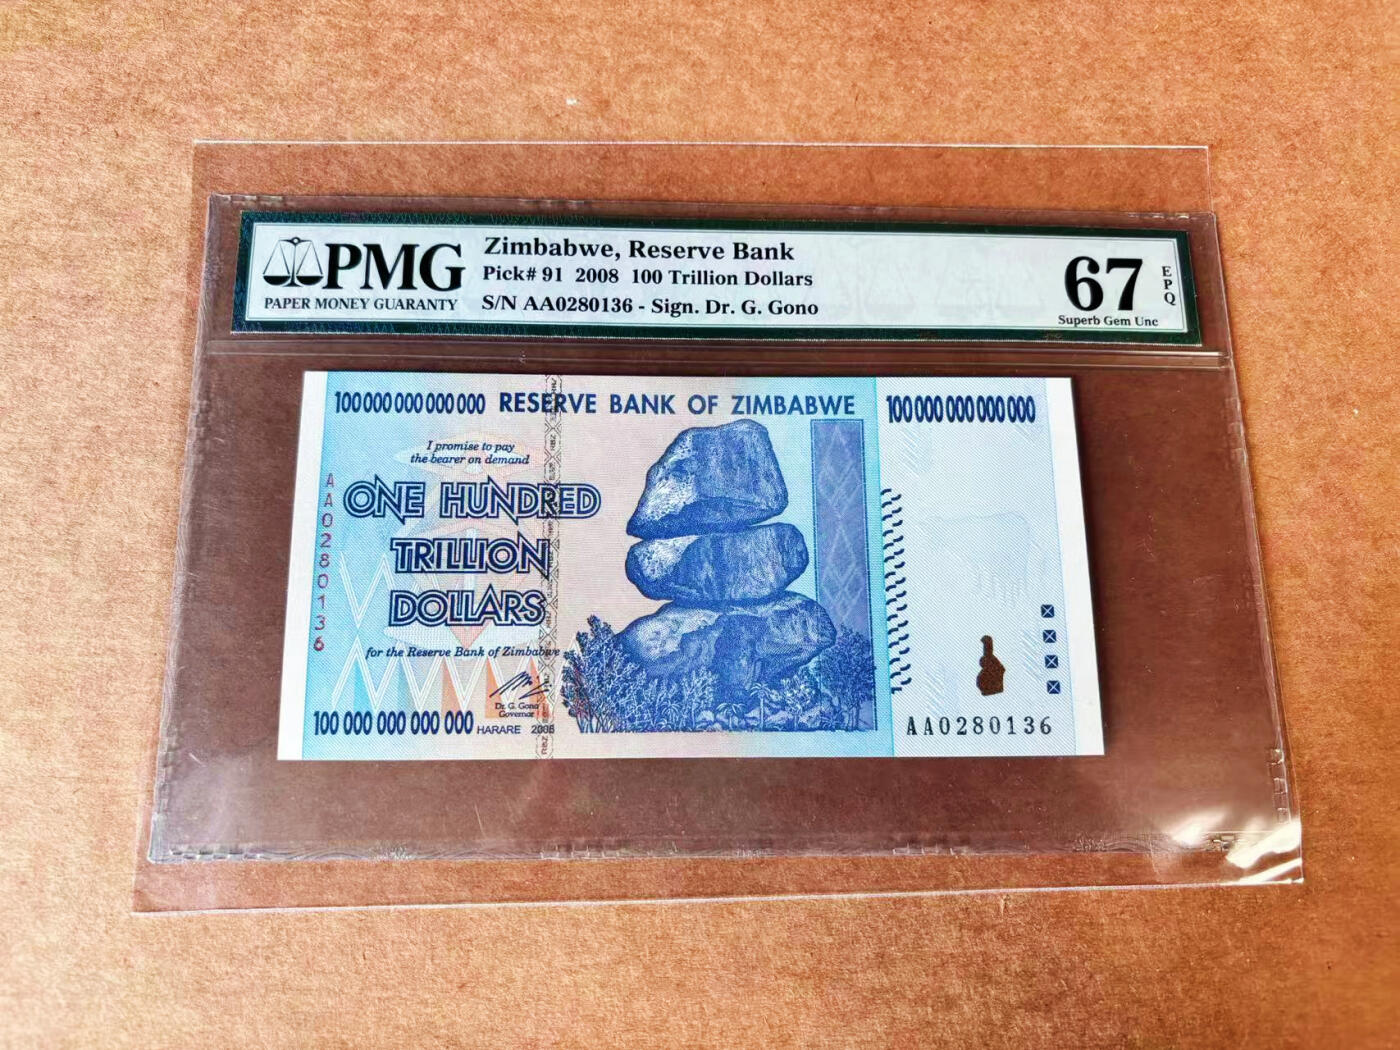 PMG
PAPER MONEY GUARANTY
Zimbabwe, Reserve Bank
Pick# 91 2008 100 Trillion Dollars
S/N AA0280136 - Sign. Dr. G. Gono
67
EPQ
Superb Gem Unc
100 000 000 000 000
RESERVE BANK OF ZIMBABWE
100 000 000 000 000
I promise to pay
the bearer on demand
ONE HUNDRED
TRILLION
DOLLARS
AA0280136
for the Reserve Bank of Zimbabwe
Dr. G. Gono
Governor
100 000 000 000 000
HARARE 2008
AA0280136